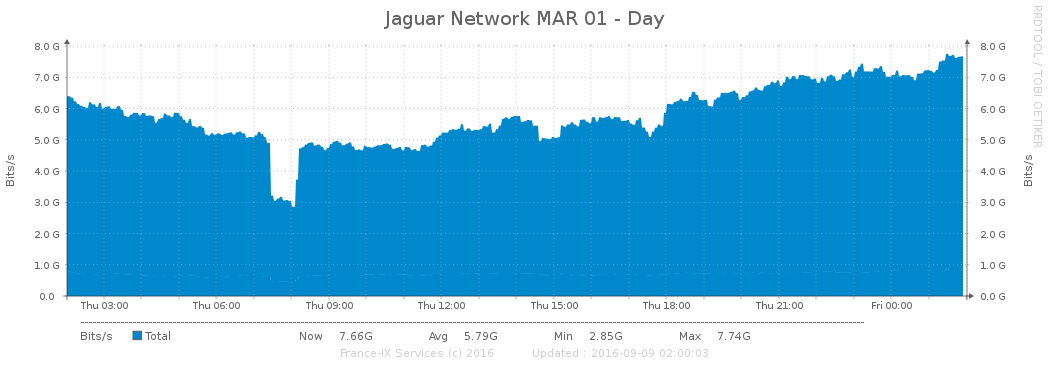 Jaguar Network MAR 01 - Day
RRDTOOL / TOBI OETIKER
Bits/s
8.0 G 8.0 G
7.0 G 7.0 G
6.0 G 6.0 G
5.0 G 5.0 G
4.0 G 4.0 G
3.0 G 3.0 G
2.0 G 2.0 G
1.0 G 1.0 G
0.0 0.0 G
Bits/s
Thu 03:00 Thu 06:00 Thu 09:00 Thu 12:00 Thu 15:00 Thu 18:00 Thu 21:00 Fri 00:00
Bits/s Total Now 7.66G Avg 5.79G Min 2.85G Max 7.74G
France-IX Services (c) 2016 Updated : 2016-09-09 02:00:03